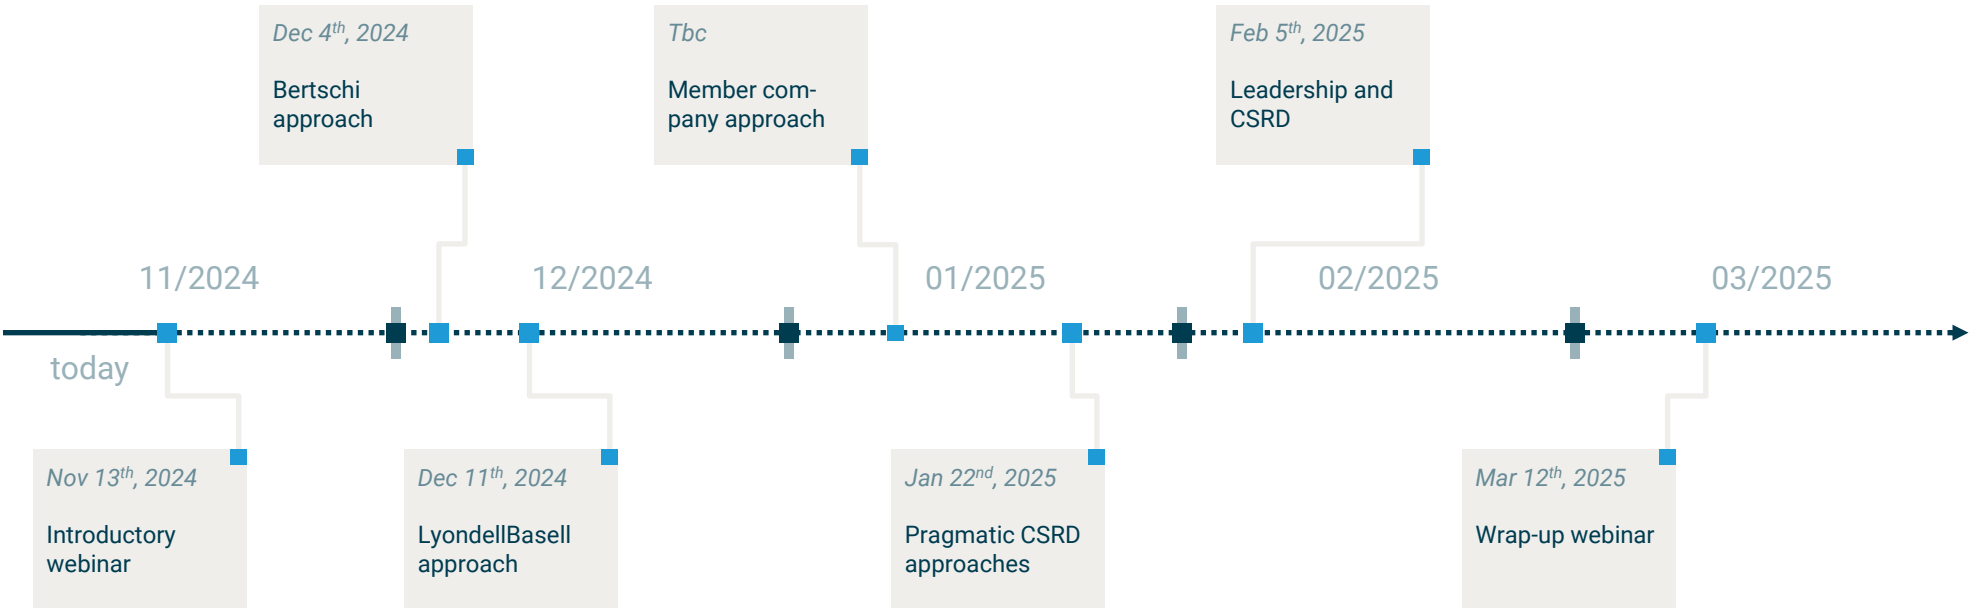 Dec 4th, 2024
Bertschi
approach
Tbc
Member com-
pany approach
Feb 5th, 2025
Leadership and
CSRD
11/2024
12/2024
01/2025
02/2025
03/2025
today
Nov 13th, 2024
Introductory
webinar
Dec 11th, 2024
LyondellBasell
approach
Jan 22nd, 2025
Pragmatic CSRD
approaches
Mar 12th, 2025
Wrap-up webinar